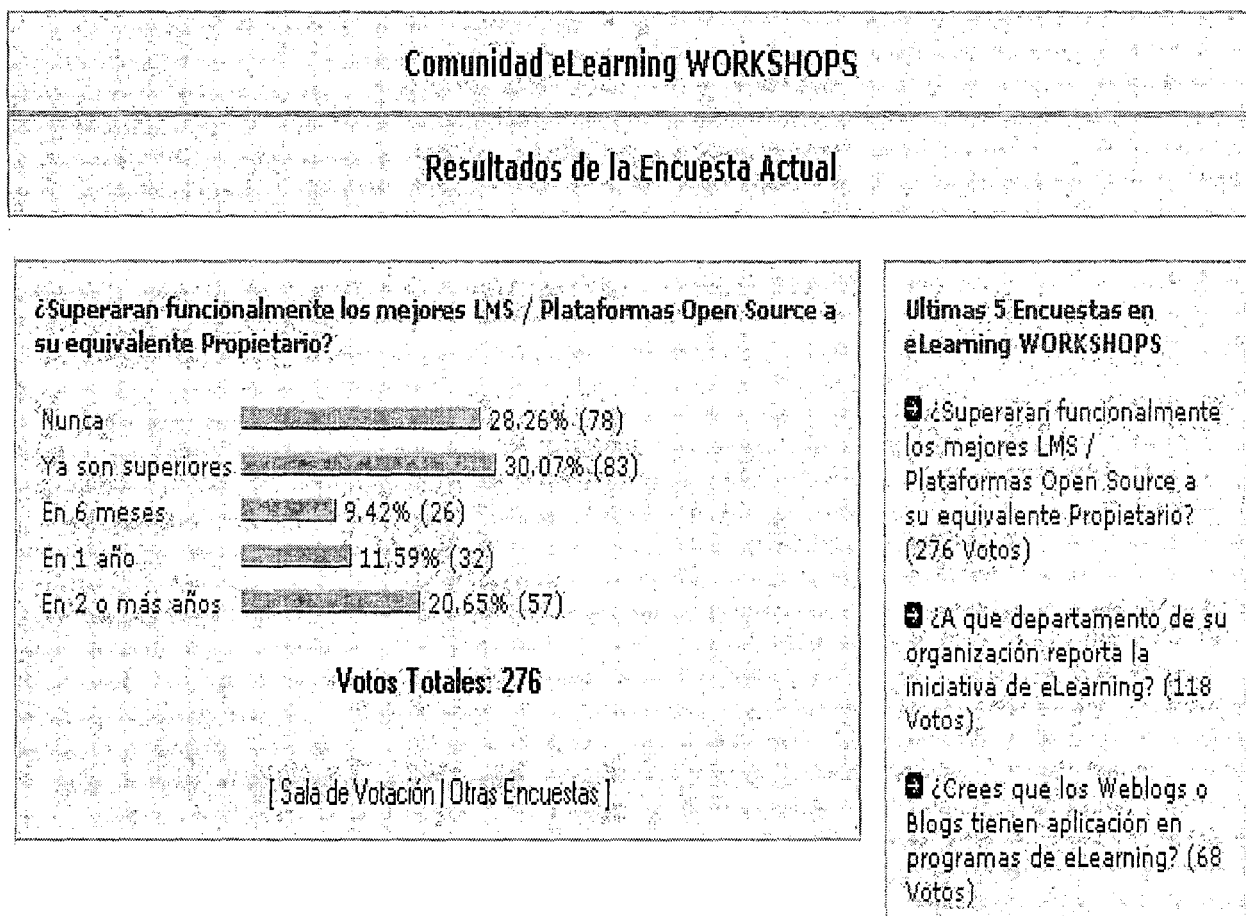 Comunidad eLearning WORKSHOPS
Resultados de la Encuesta Actual
¿Superaran funcionalmente los mejores LMS / Plataformas Open Source a
su equivalente Propietario?
Nunca 28.26% (78)
Ya son superiores 30.07% (83)
En 6 meses 9.42% (26)
En 1 año 11.59% (32)
En 2 o más años 20.65% (57)
Votos Totales: 276
[ Sala de Votación | Otras Encuestas ]
Ultimas 5 Encuestas en
eLearning WORKSHOPS
¿Superaran funcionalmente
los mejores LMS /
Plataformas Open Source a
su equivalente Propietario?
(276 Votos)
¿A que departamento de su
organización reporta la
iniciativa de eLearning? (118
Votos)
¿Crees que los Weblogs o
Blogs tienen aplicación en
programas de eLearning? (68
Votos)